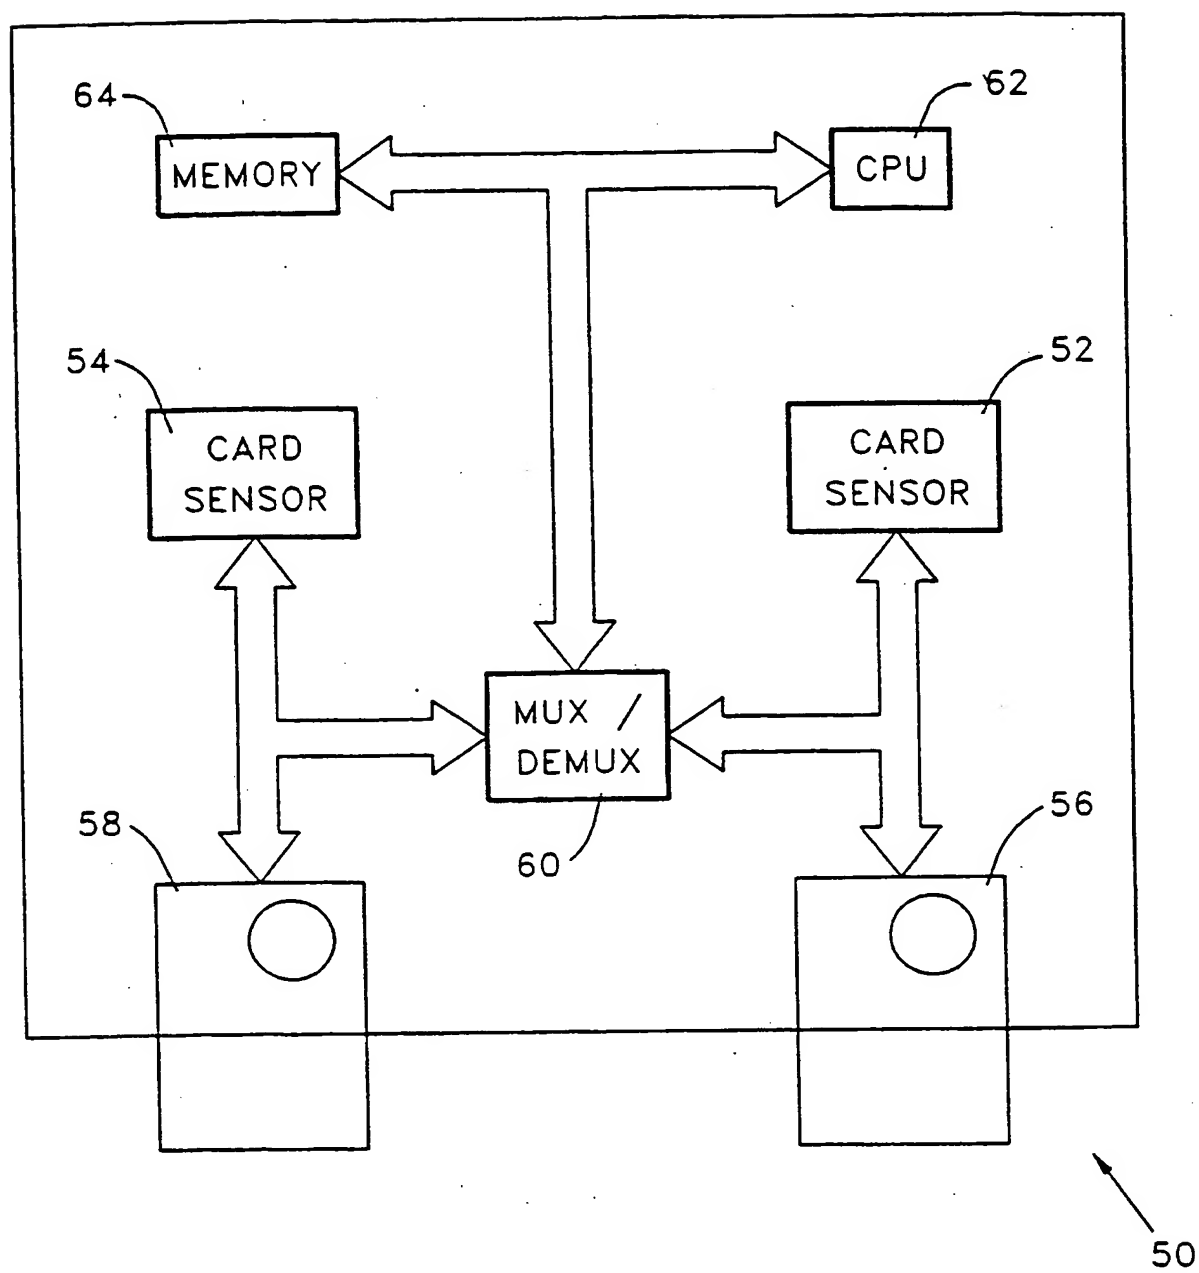 64
62
MEMORY
CPU
54
52
CARD
SENSOR
CARD
SENSOR
MUX /
DEMUX
58
56
60
50